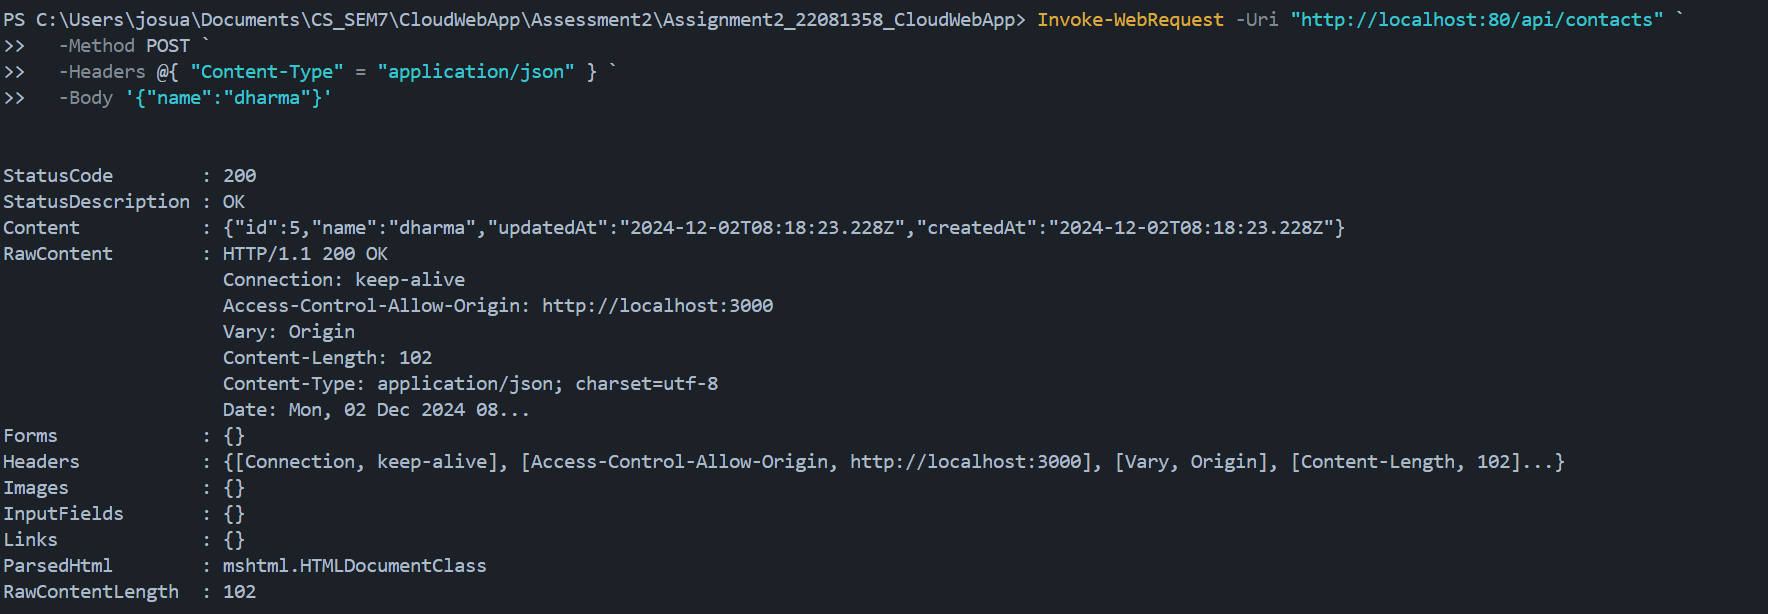 PS C:\Users\josua\Documents\CS_SEM7\CloudWebApp\Assessment2\Assignment2_22081358_CloudWebApp> Invoke-WebRequest -Uri "http://localhost:80/api/contacts" `
>>   -Method POST `
>>   -Headers @{ "Content-Type" = "application/json" } `
>>   -Body '{"name":"dharma"}'
StatusCode        : 200
StatusDescription : OK
Content           : {"id":5,"name":"dharma","updatedAt":"2024-12-02T08:18:23.228Z","createdAt":"2024-12-02T08:18:23.228Z"}
RawContent        : HTTP/1.1 200 OK
                    Connection: keep-alive
                    Access-Control-Allow-Origin: http://localhost:3000
                    Vary: Origin
                    Content-Length: 102
                    Content-Type: application/json; charset=utf-8
                    Date: Mon, 02 Dec 2024 08...
Forms             : {}
Headers           : {[Connection, keep-alive], [Access-Control-Allow-Origin, http://localhost:3000], [Vary, Origin], [Content-Length, 102]...}
Images            : {}
InputFields       : {}
Links             : {}
ParsedHtml        : mshtml.HTMLDocumentClass
RawContentLength  : 102